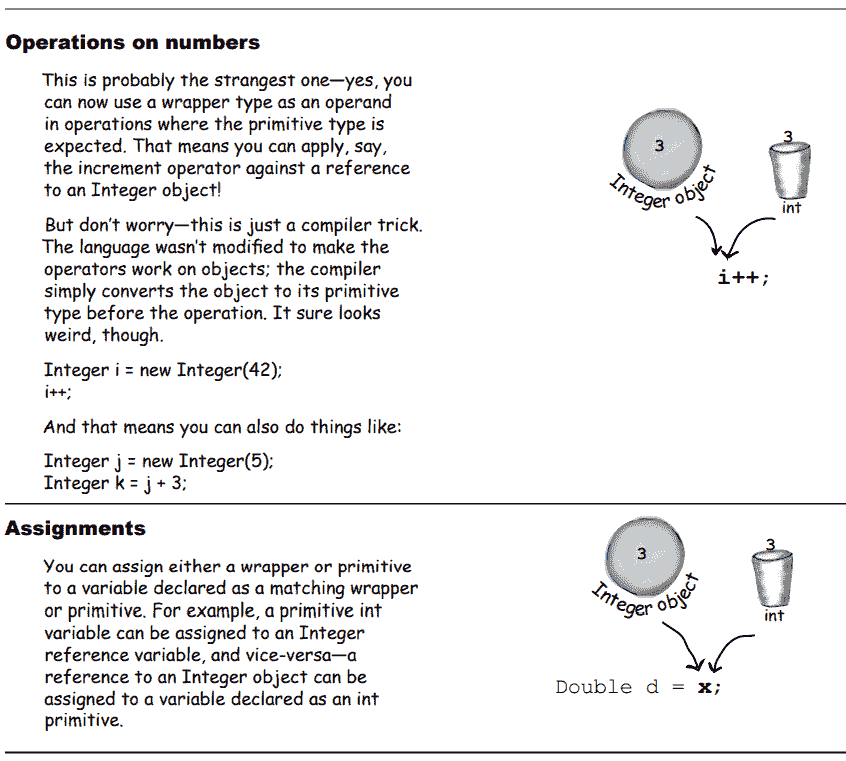 Operations on numbers
This is probably the strangest one—yes, you
can now use a wrapper type as an operand
in operations where the primitive type is
expected. That means you can apply, say,
the increment operator against a reference
to an Integer object!
But don't worry—this is just a compiler trick.
The language wasn't modified to make the
operators work on objects; the compiler
simply converts the object to its primitive
type before the operation. It sure looks
weird, though.
Integer i = new Integer(42);
i++;
And that means you can also do things like:
Integer j = new Integer(5);
Integer k = j + 3;
3
Integer object
3
int
i++;
Assignments
You can assign either a wrapper or primitive
to a variable declared as a matching wrapper
or primitive. For example, a primitive int
variable can be assigned to an Integer
reference variable, and vice-versa—a
reference to an Integer object can be
assigned to a variable declared as an int
primitive.
3
Integer object
3
int
Double d = x;